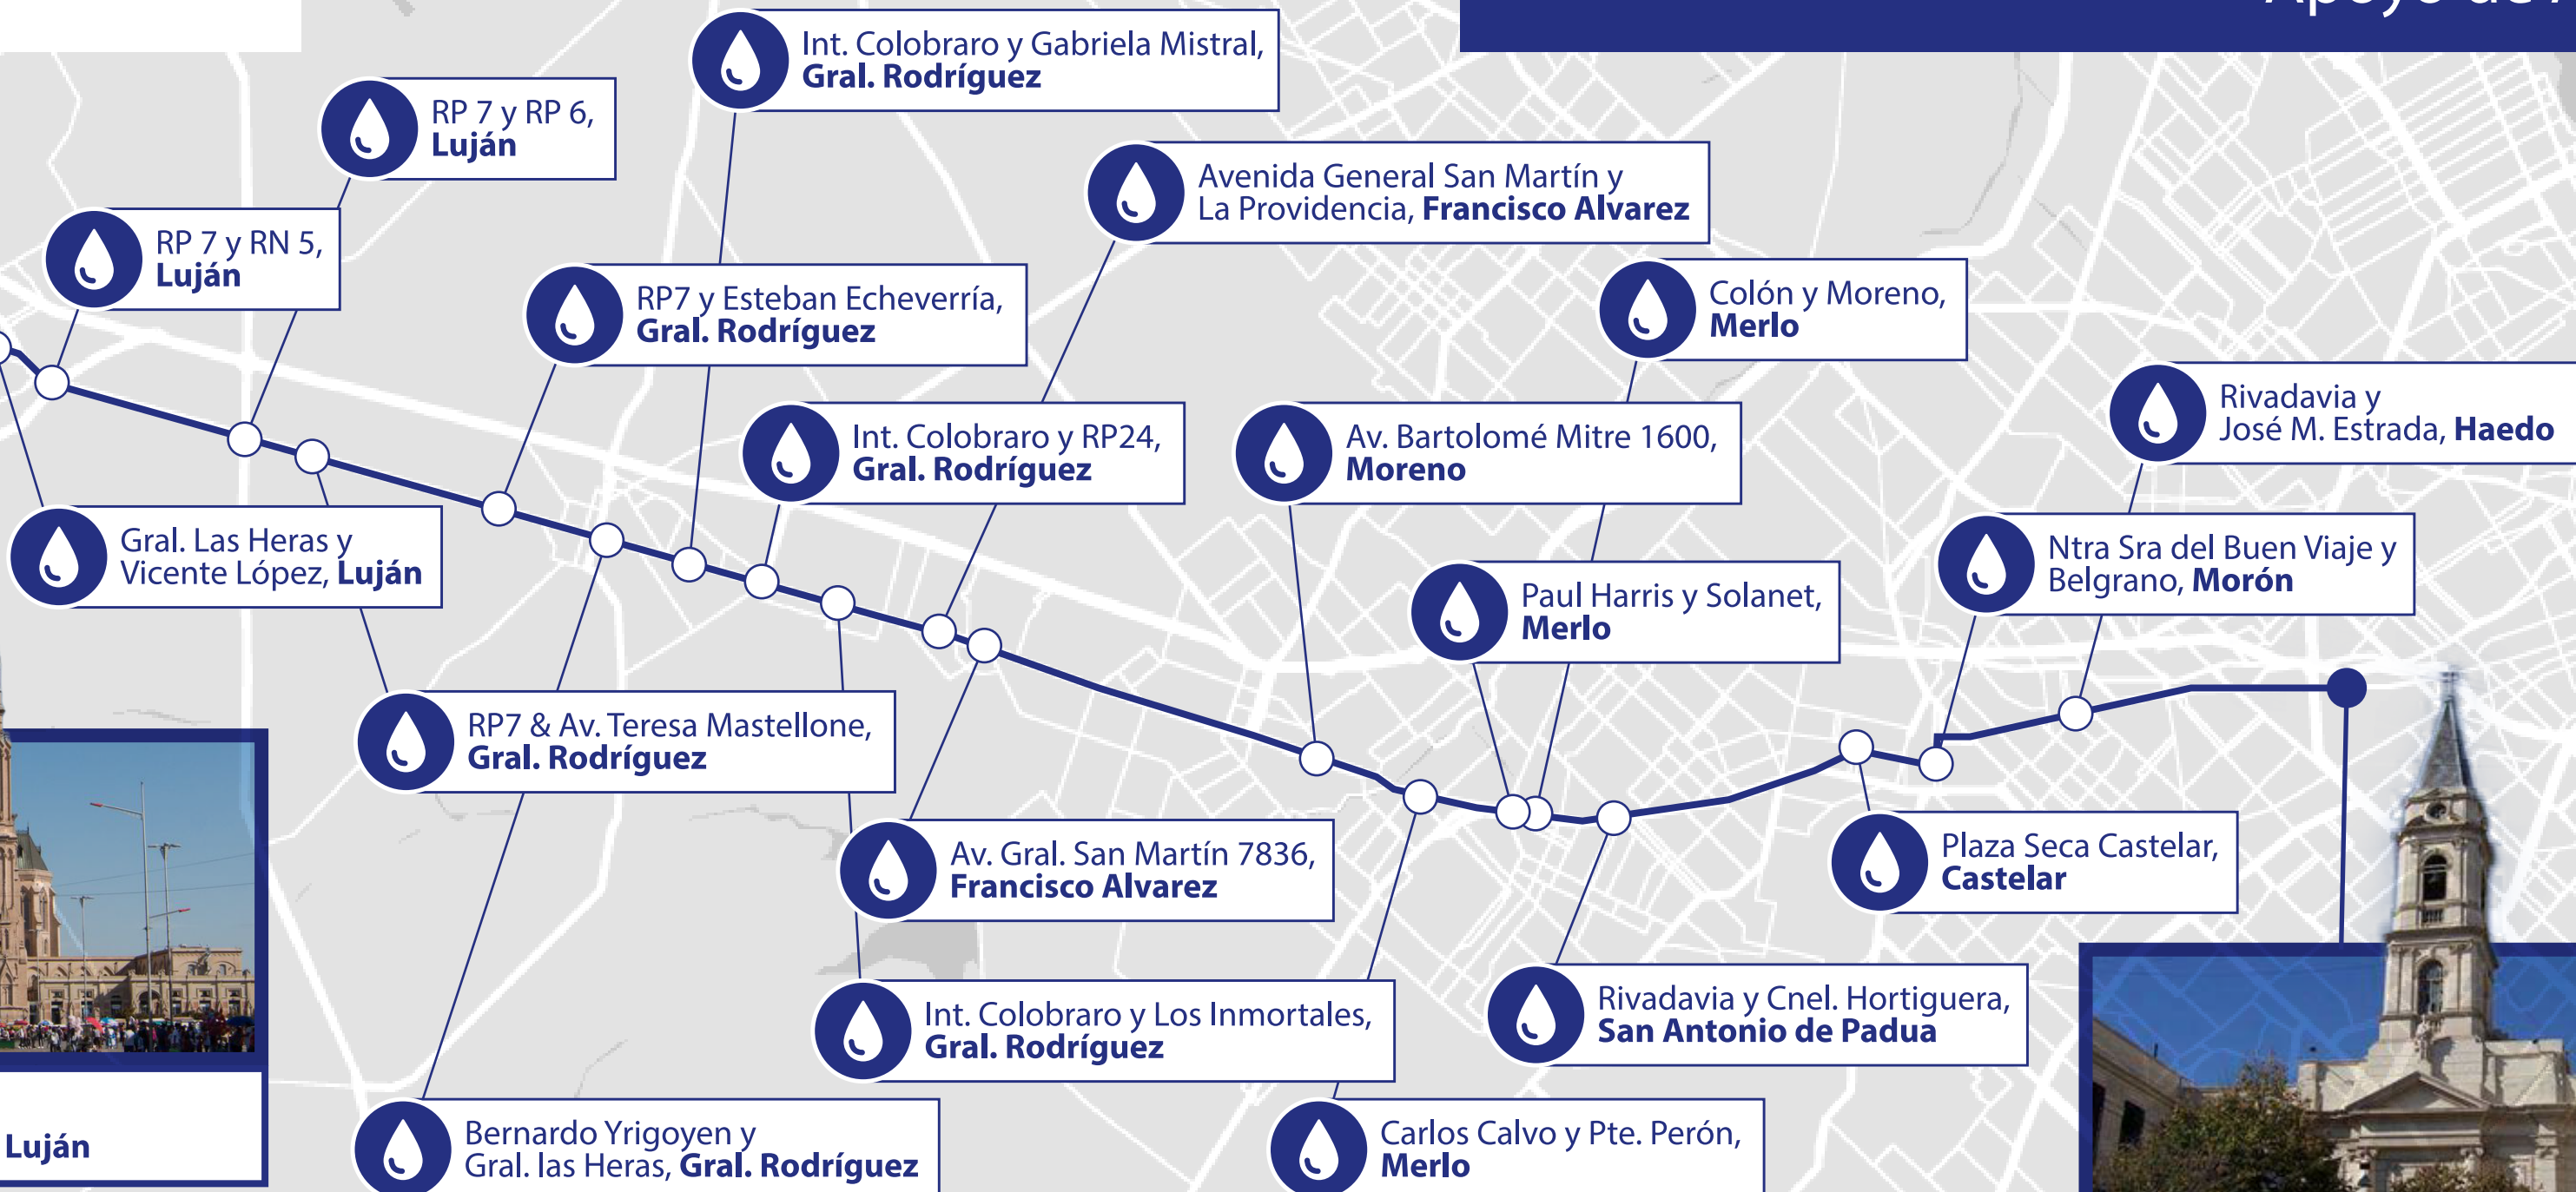 Apoyo de
Int. Colobraro y Gabriela Mistral,
Gral. Rodríguez
RP 7 y RP 6,
Luján
Avenida General San Martín y
La Providencia, Francisco Alvarez
RP 7 y RN 5,
Luján
RP7 y Esteban Echeverría,
Gral. Rodríguez
Colón y Moreno,
Merlo
Rivadavia y
José M. Estrada, Haedo
Int. Colobraro y RP24,
Gral. Rodríguez
Av. Bartolomé Mitre 1600,
Moreno
Gral. Las Heras y
Vicente López, Luján
Ntra Sra del Buen Viaje y
Belgrano, Morón
Paul Harris y Solanet,
Merlo
RP7 & Av. Teresa Mastellone,
Gral. Rodríguez
Plaza Seca Castelar,
Castelar
Av. Gral. San Martín 7836,
Francisco Alvarez
Rivadavia y Cnel. Hortiguera,
San Antonio de Padua
Int. Colobraro y Los Inmortales,
Gral. Rodríguez
Bernardo Yrigoyen y
Gral. las Heras, Gral. Rodríguez
Carlos Calvo y Pte. Perón,
Merlo
Luján